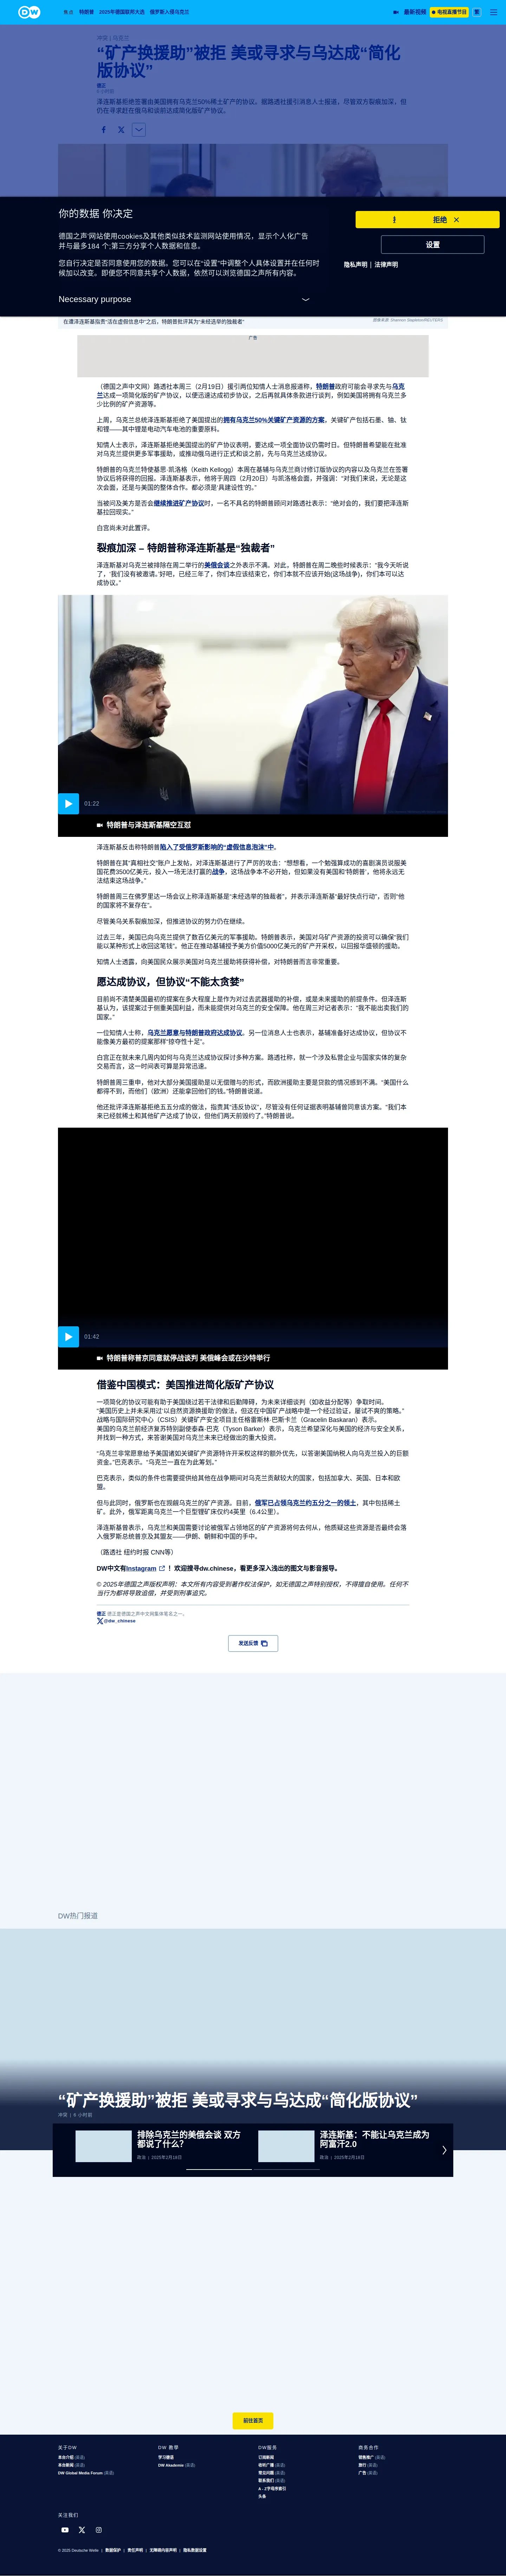 DW
焦点 特朗普 2025年德国联邦大选 俄罗斯入侵乌克兰
最新视频 电视直播节目 繁
冲突 | 乌克兰
“矿产换援助”被拒 美或寻求与乌达成“简化
版协议”
德正
6 小时前
泽连斯基拒绝签署由美国拥有乌克兰50%稀土矿产的协议。据路透社援引消息人士报道，尽管双方裂痕加深，但
仍在寻求赶在俄乌和谈前达成简化版矿产协议。
你的数据 你决定
德国之声'网站使用cookies及其他类似技术监测网站使用情况，显示个人化广告
并与最多184 个;第三方分享个人数据和信息。
您自行决定是否同意使用您的数据。您可以在“设置”中调整个人具体设置并在任何时
候加以改变。即便您不同意共享个人数据，依然可以浏览德国之声所有内容。
Necessary purpose
拒绝
设置
隐私声明 | 法律声明
在遭泽连斯基指责“活在虚假信息中”之后，特朗普批评其为“未经选举的独裁者”
广告
（德国之声中文网）路透社本周三（2月19日）援引两位知情人士消息报道称，特朗普政府可能会寻求先与乌克
兰达成一项简化版的矿产协议，以便迅速达成初步协议，之后再就具体条款进行谈判，例如美国将拥有乌克兰多
少比例的矿产资源等。
上周，乌克兰总统泽连斯基拒绝了美国提出的拥有乌克兰50%关键矿产资源的方案，关键矿产包括石墨、铀、钛
和锂——其中锂是电动汽车电池的重要原料。
知情人士表示，泽连斯基拒绝美国提出的矿产协议表明，要达成一项全面协议仍需时日。但特朗普希望能在批准
对乌克兰提供更多军事援助，或推动俄乌进行正式和谈之前，先与乌克兰达成协议。
特朗普的乌克兰特使基思·凯洛格（Keith Kellogg）本周在基辅与乌克兰商讨修订版协议的内容以及乌克兰在签署
协议后将获得的回报。泽连斯基表示，他将于周四（2月20日）与凯洛格会面，并强调：“对我们来说，无论是这
次会面，还是与美国的整体合作，都必须是‘具建设性’的。”
当被问及美方是否会继续推进矿产协议时，一名不具名的特朗普顾问对路透社表示：“绝对会的，我们要把泽连斯
基拉回现实。”
白宫尚未对此置评。
裂痕加深 – 特朗普称泽连斯基是“独裁者”
泽连斯基对乌克兰被排除在周二举行的美俄会谈之外表示不满。对此，特朗普在周二晚些时候表示：“我今天听说
了，‘我们没有被邀请。’好吧，已经三年了，你们本应该结束它，你们本就不应该开始(这场战争)，你们本可以达
成协议。”
01:22
特朗普与泽连斯基隔空互怼
泽连斯基反击称特朗普陷入了受俄罗斯影响的“虚假信息泡沫”中。
特朗普在其“真相社交”账户上发帖，对泽连斯基进行了严厉的攻击：“想想看，一个勉强算成功的喜剧演员说服美
国花费3500亿美元，投入一场无法打赢的战争，这场战争本不必开始，但如果没有美国和‘特朗普’，他将永远无
法结束这场战争。”
特朗普周三在佛罗里达一场会议上称泽连斯基是“未经选举的独裁者”，并表示泽连斯基“最好快点行动”，否则“他
的国家将不复存在”。
尽管美乌关系裂痕加深，但推进协议的努力仍在继续。
过去三年，美国已向乌克兰提供了数百亿美元的军事援助。特朗普表示，美国对乌克兰矿产资源的投资可以确保“我们
能以某种形式上收回这笔钱”。他正在推动基辅授予美方价值5000亿美元的矿产开采权，以回报华盛顿的援助。
知情人士透露，向美国民众展示美国对乌克兰援助将获得补偿，对特朗普而言非常重要。
愿达成协议，但协议“不能太贪婪”
目前尚不清楚美国最初的提案在多大程度上是作为对过去武器援助的补偿，或是未来援助的前提条件。但泽连斯
基认为，该提案过于侧重美国利益，而未能提供对乌克兰的安全保障。他在周三对记者表示：“我不能出卖我们的
国家。”
一位知情人士称，乌克兰愿意与特朗普政府达成协议。另一位消息人士也表示，基辅准备好达成协议，但协议不
能像美方最初的提案那样“掠夺性十足”。
白宫正在就未来几周内如何与乌克兰达成协议探讨多种方案。路透社称，就一个涉及私营企业与国家实体的复杂
交易而言，这一时间表可算是异常迅速。
特朗普周三重申，他对大部分美国援助是以无偿赠与的形式，而欧洲援助主要是贷款的情况感到不满。“美国什么
都得不到，而他们（欧洲）还能拿回他们的钱。”特朗普说道。
他还批评泽连斯基拒绝五五分成的做法，指责其“违反协议”，尽管没有任何证据表明基辅曾同意该方案。“我们本
来已经就稀土和其他矿产达成了协议，但他们两天前毁约了。”特朗普说。
01:42
特朗普称普京同意就停战谈判 美俄峰会或在沙特举行
借鉴中国模式：美国推进简化版矿产协议
一项简化的协议可能有助于美国绕过若干法律和后勤障碍，为未来详细谈判（如收益分配等）争取时间。
“美国历史上并未采用过‘以自然资源换援助’的做法，但这在中国矿产战略中是一个经过验证，屡试不爽的策略。”
战略与国际研究中心（CSIS）关键矿产安全项目主任格雷斯林·巴斯卡兰（Gracelin Baskaran）表示。
美国的乌克兰前经济复苏特别副使泰森·巴克（Tyson Barker）表示，乌克兰希望深化与美国的经济与安全关系，
并找到一种方式，来答谢美国对乌克兰未来已经做出的重大投资。
“乌克兰非常愿意给予美国诸如关键矿产资源特许开采权这样的额外优先，以答谢美国纳税人向乌克兰投入的巨额
资金。”巴克表示。“乌克兰一直在为此筹划。”
巴克表示，类似的条件也需要提供给其他在战争期间对乌克兰贡献较大的国家，包括加拿大、英国、日本和欧
盟。
但与此同时，俄罗斯也在觊觎乌克兰的矿产资源。目前，俄军已占领乌克兰约五分之一的领土，其中包括稀土
矿。此外，俄军距离乌克兰一个巨型锂矿床仅约4英里（6.4公里）。
泽连斯基曾表示，乌克兰和美国需要讨论被俄军占领地区的矿产资源将何去何从，他质疑这些资源是否最终会落
入俄罗斯总统普京及其盟友——伊朗、朝鲜和中国的手中。
（路透社 纽约时报 CNN等）
DW中文有Instagram ！欢迎搜寻dw.chinese，看更多深入浅出的图文与影音报导。
© 2025年德国之声版权声明：本文所有内容受到著作权法保护，如无德国之声特别授权，不得擅自使用。任何不
当行为都将导致追偿，并受到刑事追究。
德正 德正是德国之声中文网集体笔名之一。
@dw_chinese
发送反馈
DW热门报道
“矿产换援助”被拒 美或寻求与乌达成“简化版协议”
冲突 | 6 小时前
排除乌克兰的美俄会谈 双方
都说了什么？
政治 | 2025年2月18日
泽连斯基：不能让乌克兰成为
阿富汗2.0
政治 | 2025年2月18日
前往首页
关于DW
本台介绍 (英语)
本台新闻 (英语)
DW Global Media Forum (英语)
DW 教學
学习德语
DW Akademie (英语)
DW服务
订阅新闻
收听广播 (英语)
常见问题 (英语)
联系我们 (英语)
A - Z字母序索引
头条
商务合作
销售推广 (英语)
旅行 (英语)
广告 (英语)
关注我们
© 2025 Deutsche Welle | 数据保护 | 责任声明 | 无障碍内容声明 | 隐私数据设置